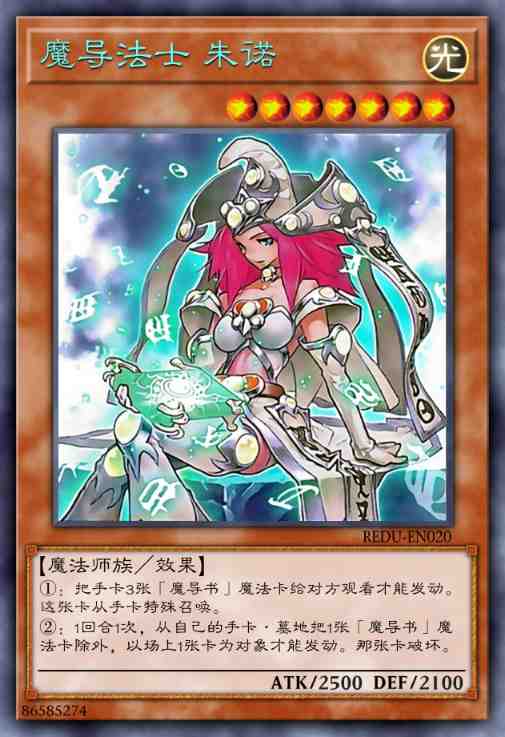 魔导法士 朱诺
光
REDU-EN020
【魔法师族／效果】
①：把手卡3张「魔导书」魔法卡给对方观看才能发动。
这张卡从手卡特殊召唤。
②：1回合1次，从自己的手卡·墓地把1张「魔导书」魔
法卡除外，以场上1张卡为对象才能发动。那张卡破坏。
ATK/2500 DEF/2100
86585274